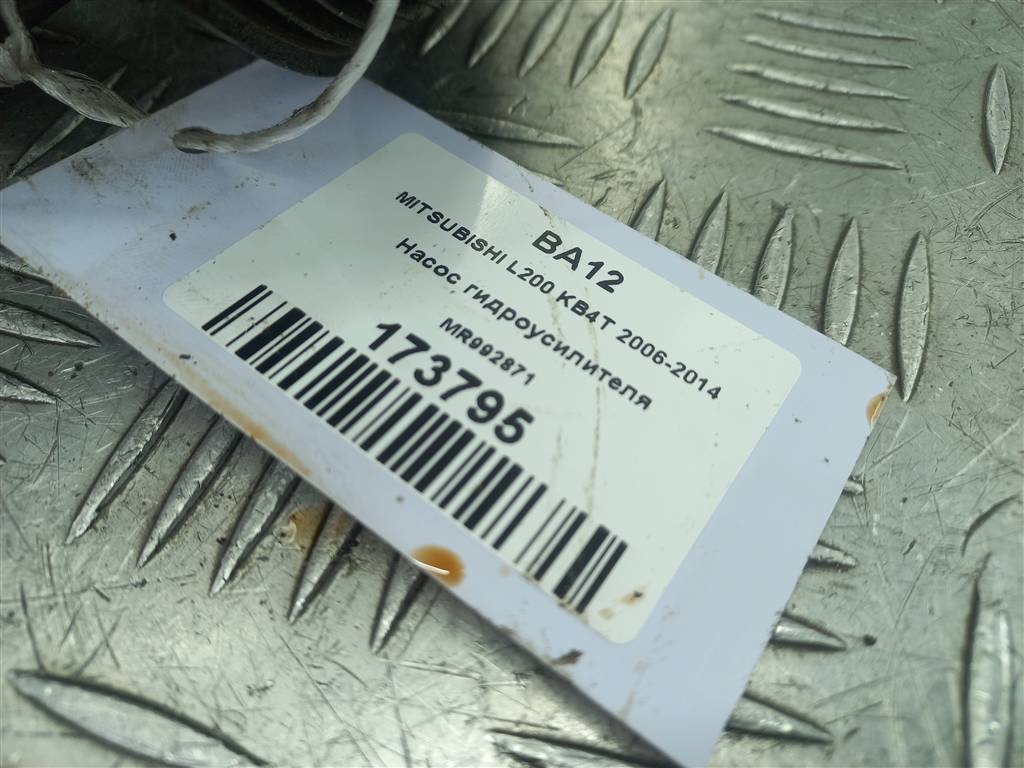 BA12
MITSUBISHI L200 KB4T 2006-2014
Насос гидроусилителя
MR992871
173795